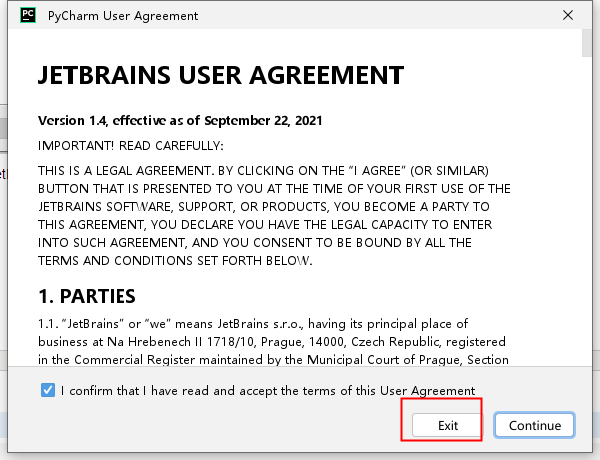 PC PyCharm User Agreement
JETBRAINS USER AGREEMENT
Version 1.4, effective as of September 22, 2021
IMPORTANT! READ CAREFULLY:
THIS IS A LEGAL AGREEMENT. BY CLICKING ON THE “I AGREE” (OR SIMILAR)
BUTTON THAT IS PRESENTED TO YOU AT THE TIME OF YOUR FIRST USE OF THE
JETBRAINS SOFTWARE, SUPPORT, OR PRODUCTS, YOU BECOME A PARTY TO
THIS AGREEMENT, YOU DECLARE YOU HAVE THE LEGAL CAPACITY TO ENTER
INTO SUCH AGREEMENT, AND YOU CONSENT TO BE BOUND BY ALL THE
TERMS AND CONDITIONS SET FORTH BELOW.
1. PARTIES
1.1. “JetBrains” or “we” means JetBrains s.r.o., having its principal place of
business at Na Hrebenech II 1718/10, Prague, 14000, Czech Republic, registered
in the Commercial Register maintained by the Municipal Court of Prague, Section
I confirm that I have read and accept the terms of this User Agreement
Exit
Continue